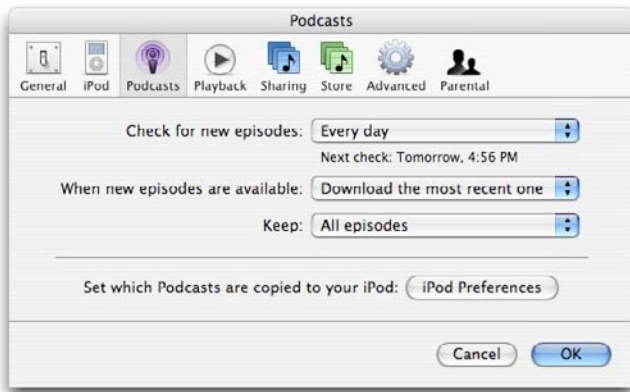 Podcasts
General iPod Podcasts Playback Sharing Store Advanced Parental
Check for new episodes: Every day
Next check: Tomorrow, 4:56 PM
When new episodes are available: Download the most recent one
Keep: All episodes
Set which Podcasts are copied to your iPod: iPod Preferences
Cancel OK